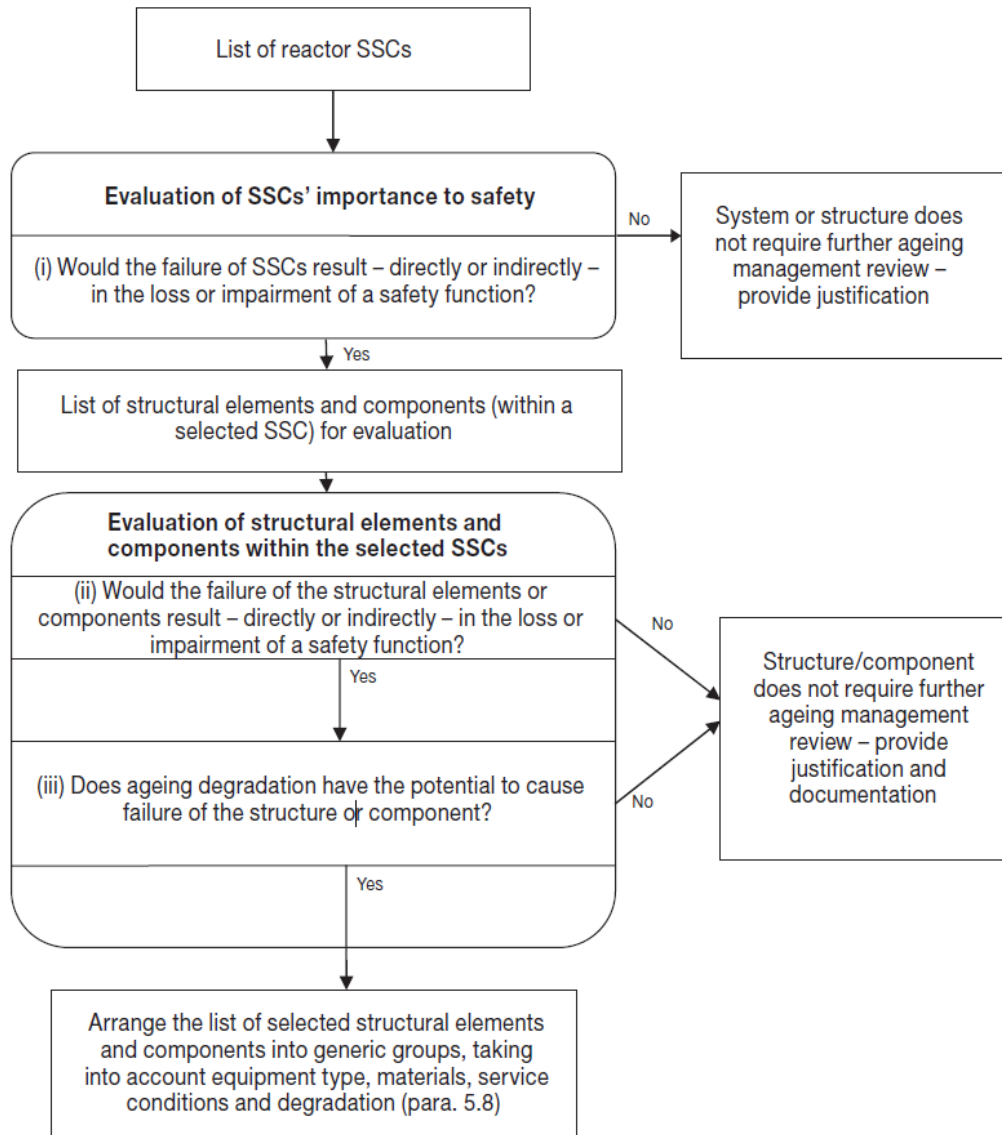 List of reactor SSCs
Evaluation of SSCs’ importance to safety
(i) Would the failure of SSCs result – directly or indirectly –
in the loss or impairment of a safety function?
No
System or structure does
not require further ageing
management review –
provide justification
Yes
List of structural elements and components (within a
selected SSC) for evaluation
Evaluation of structural elements and
components within the selected SSCs
(ii) Would the failure of the structural elements or
components result – directly or indirectly – in the loss or
impairment of a safety function?
No
Yes
Structure/component
does not require further
ageing management
review – provide
justification and
documentation
(iii) Does ageing degradation have the potential to cause
failure of the structure or component?
No
Yes
Arrange the list of selected structural elements
and components into generic groups, taking
into account equipment type, materials, service
conditions and degradation (para. 5.8)